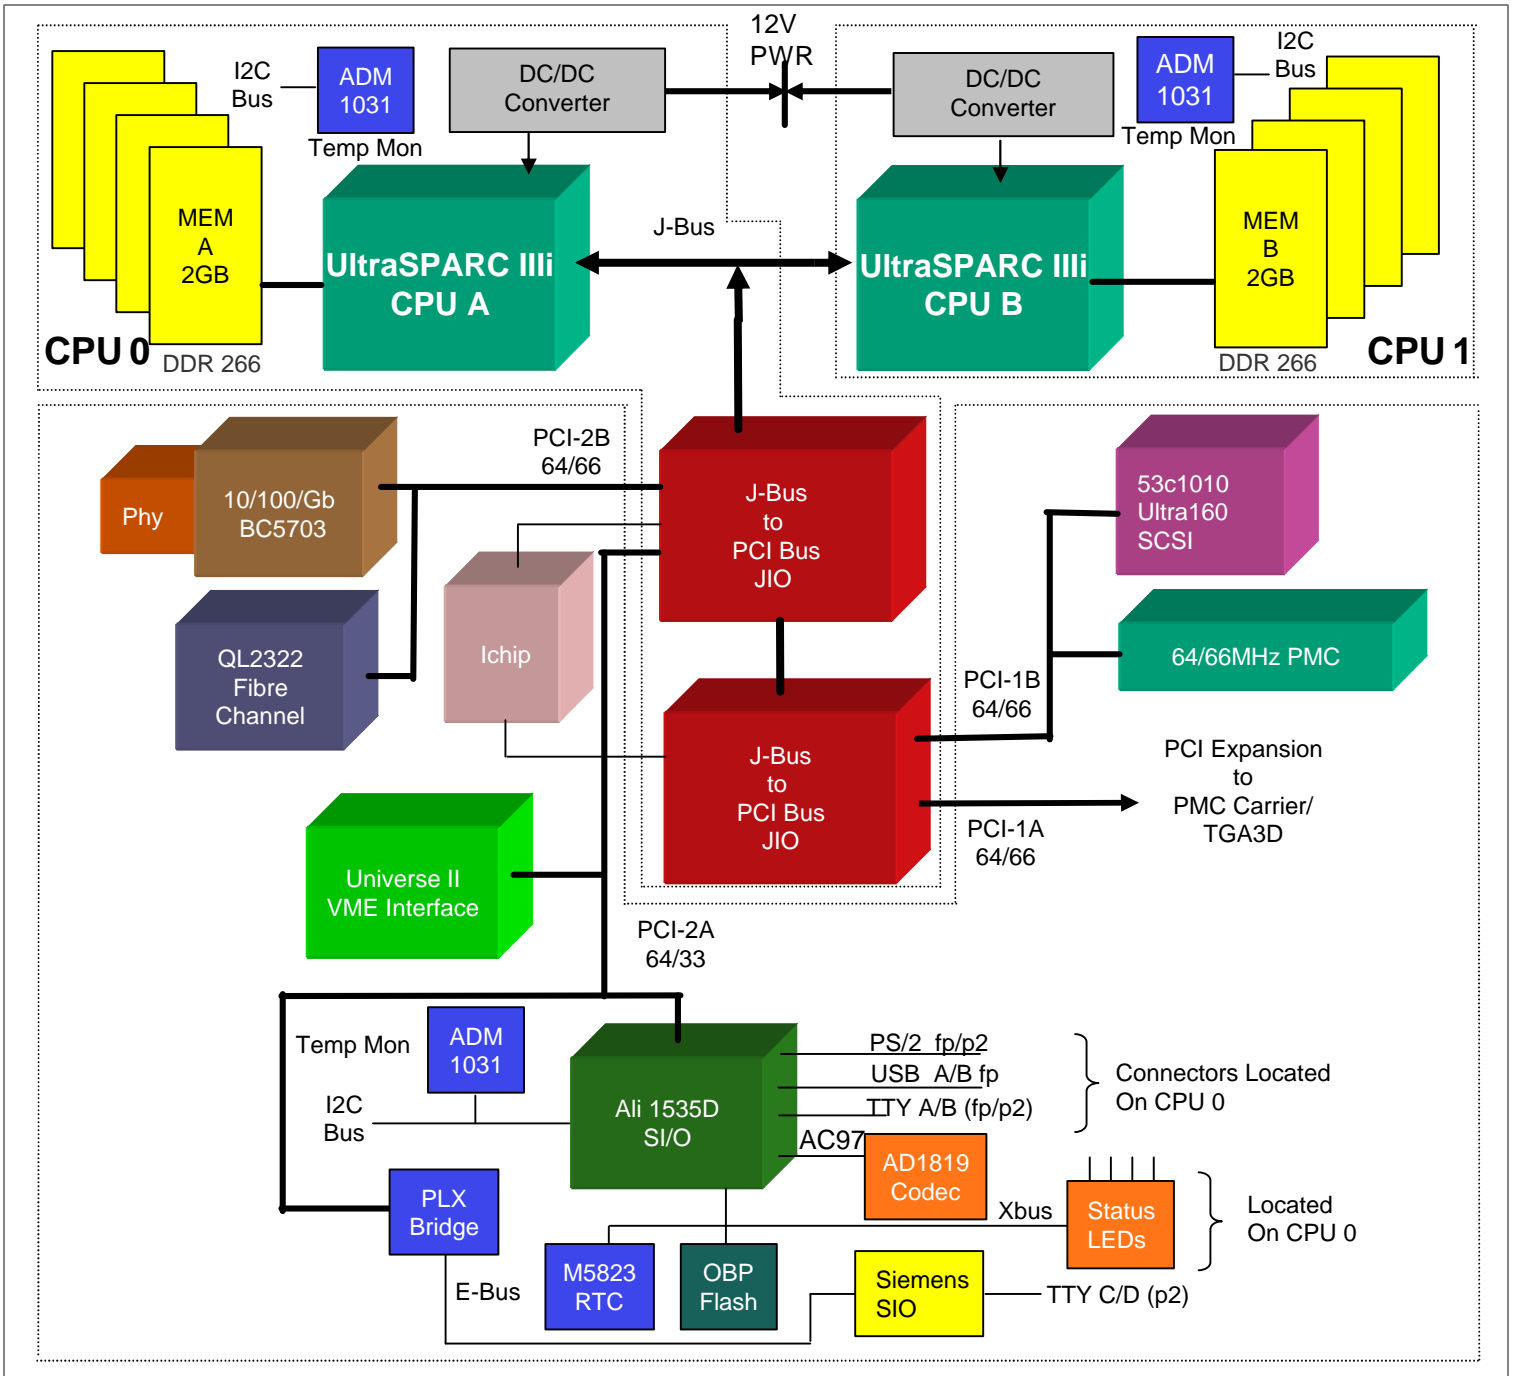 12V
PWR
I2C
Bus
ADM
1031
Temp Mon
DC/DC
Converter
DC/DC
Converter
ADM
1031
Temp Mon
I2C
Bus
MEM
A
2GB
DDR 266
CPU 0
UltraSPARC IIIi
CPU A
J-Bus
UltraSPARC IIIi
CPU B
MEM
B
2GB
DDR 266
CPU 1
Phy
10/100/Gb
BC5703
PCI-2B
64/66
J-Bus
to
PCI Bus
JIO
53c1010
Ultra160
SCSI
QL2322
Fibre
Channel
Ichip
64/66MHz PMC
PCI-1B
64/66
J-Bus
to
PCI Bus
JIO
PCI Expansion
to
PMC Carrier/
TGA3D
PCI-1A
64/66
Universe II
VME Interface
PCI-2A
64/33
Temp Mon
ADM
1031
I2C
Bus
Ali 1535D
SI/O
PS/2 fp/p2
USB A/B fp
TTY A/B (fp/p2)
Connectors Located
On CPU 0
AC97
AD1819
Codec
PLX
Bridge
Xbus
Status
LEDs
Located
On CPU 0
E-Bus
M5823
RTC
OBP
Flash
Siemens
SIO
TTY C/D (p2)